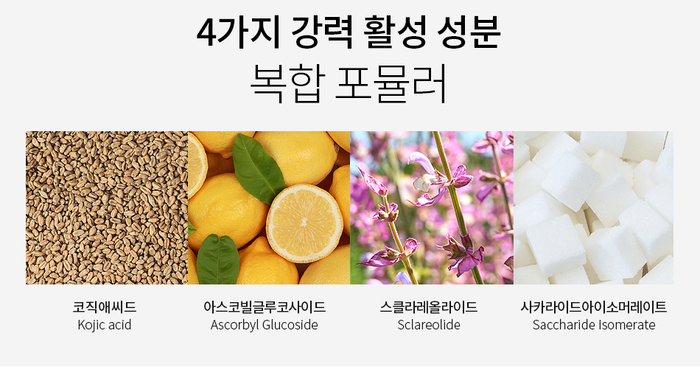 4가지 강력 활성 성분
복합 포뮬러
코직애씨드
Kojic acid
아스코빌글루코사이드
Ascorbyl Glucoside
스클라레올라이드
Sclareolide
사카라이드아이소머레이트
Saccharide Isomerate